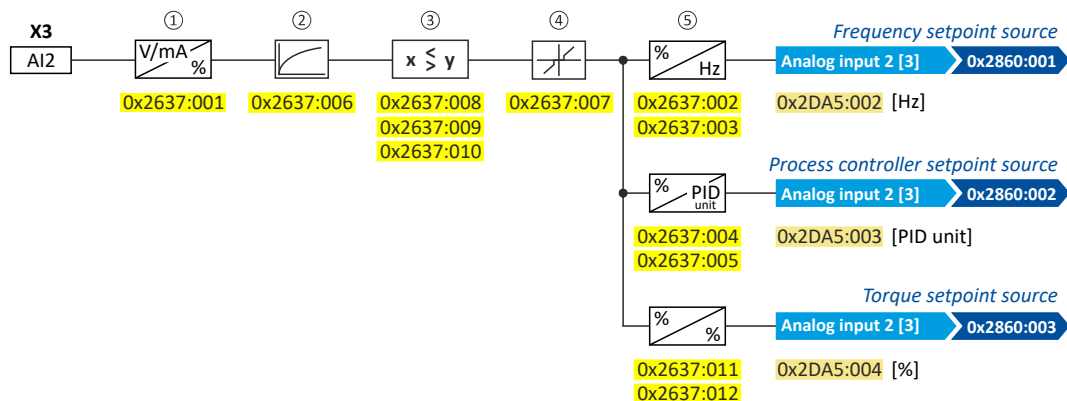 ① ② ③ ④ ⑤
Frequency setpoint source
X3
AI2
V/mA
%
x ≶ y
%
Hz
Analog input 2 [3]
0x2860:001
0x2637:001
0x2637:006
0x2637:008
0x2637:009
0x2637:010
0x2637:007
0x2637:002
0x2637:003
0x2DA5:002 [Hz]
Process controller setpoint source
%
PID
unit
Analog input 2 [3]
0x2860:002
0x2637:004
0x2637:005
0x2DA5:003 [PID unit]
Torque setpoint source
%
%
Analog input 2 [3]
0x2860:003
0x2637:011
0x2637:012
0x2DA5:004 [%]